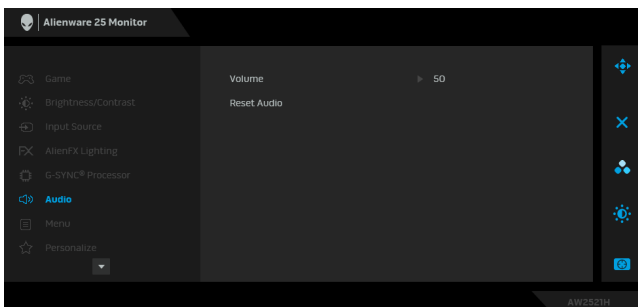 Alienware 25 Monitor
Game
Brightness/Contrast
Input Source
AlienFX Lighting
G-SYNC® Processor
Audio
Menu
Personalize
Volume 50
Reset Audio
AW2521H